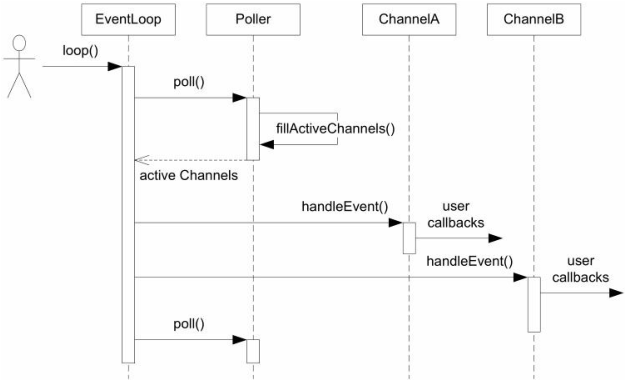 EventLoop
Poller
ChannelA
ChannelB
loop()
poll()
fillActiveChannels()
active Channels
handleEvent()
user
callbacks
handleEvent()
user
callbacks
poll()